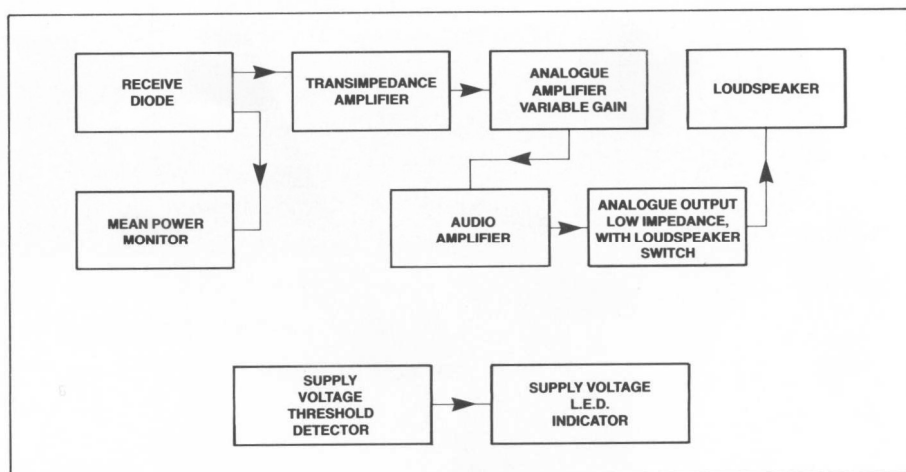 RECEIVE
DIODE
TRANSIMPEDANCE
AMPLIFIER
ANALOGUE
AMPLIFIER
VARIABLE GAIN
LOUDSPEAKER
MEAN POWER
MONITOR
AUDIO
AMPLIFIER
ANALOGUE OUTPUT
LOW IMPEDANCE,
WITH LOUDSPEAKER
SWITCH
SUPPLY
VOLTAGE
THRESHOLD
DETECTOR
SUPPLY VOLTAGE
L.E.D.
INDICATOR